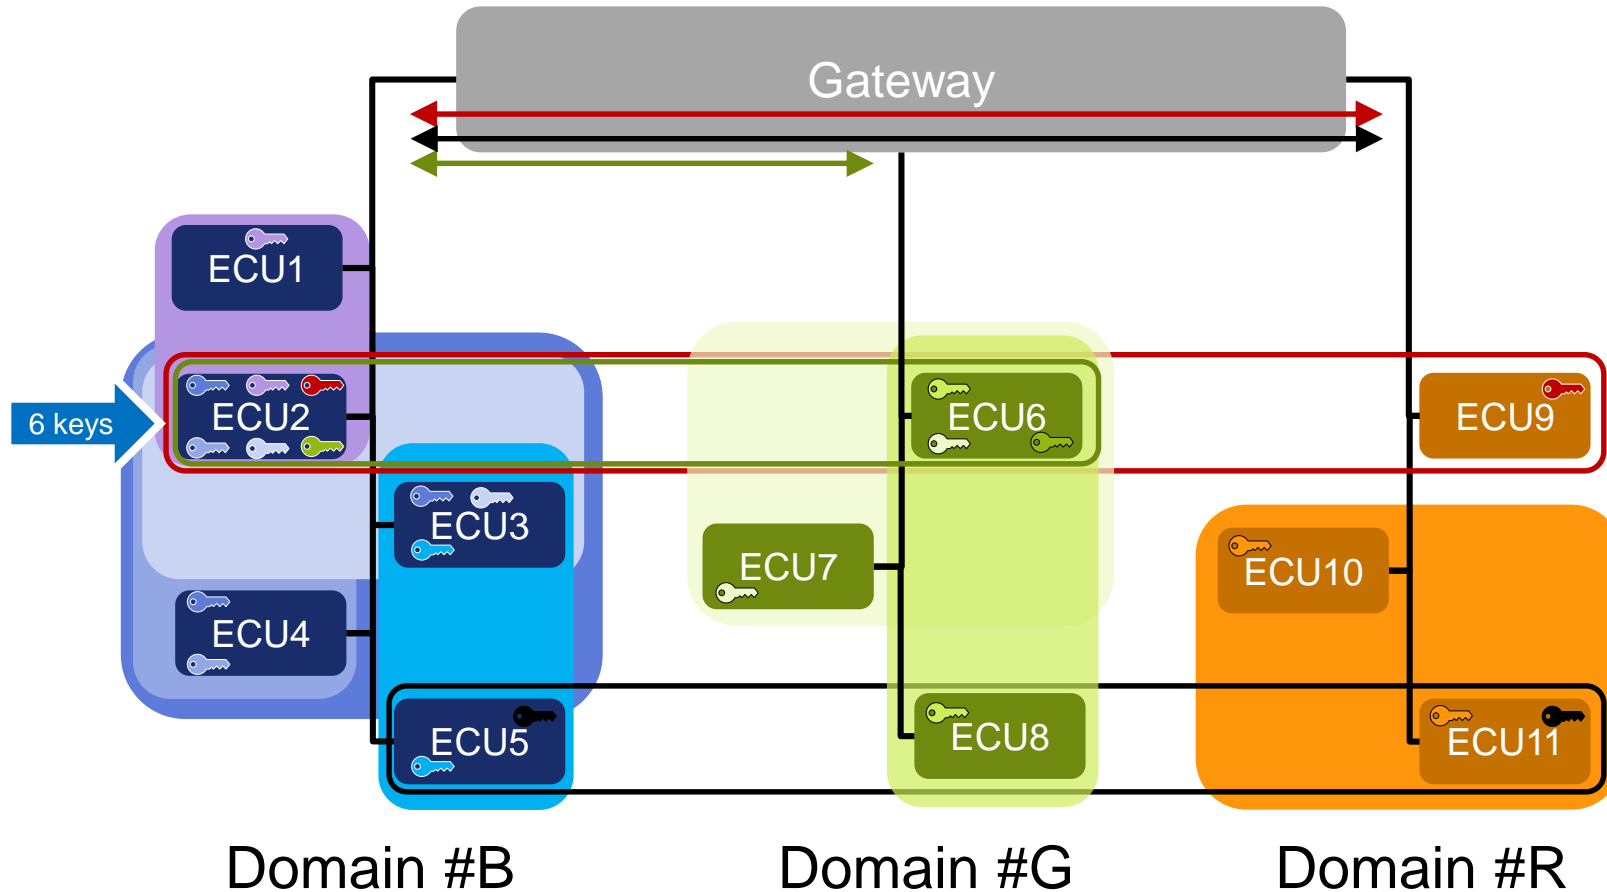 Gateway
ECU1
6 keys
ECU2
ECU6
ECU9
ECU3
ECU7
ECU10
ECU4
ECU5
ECU8
ECU11
Domain #B
Domain #G
Domain #R